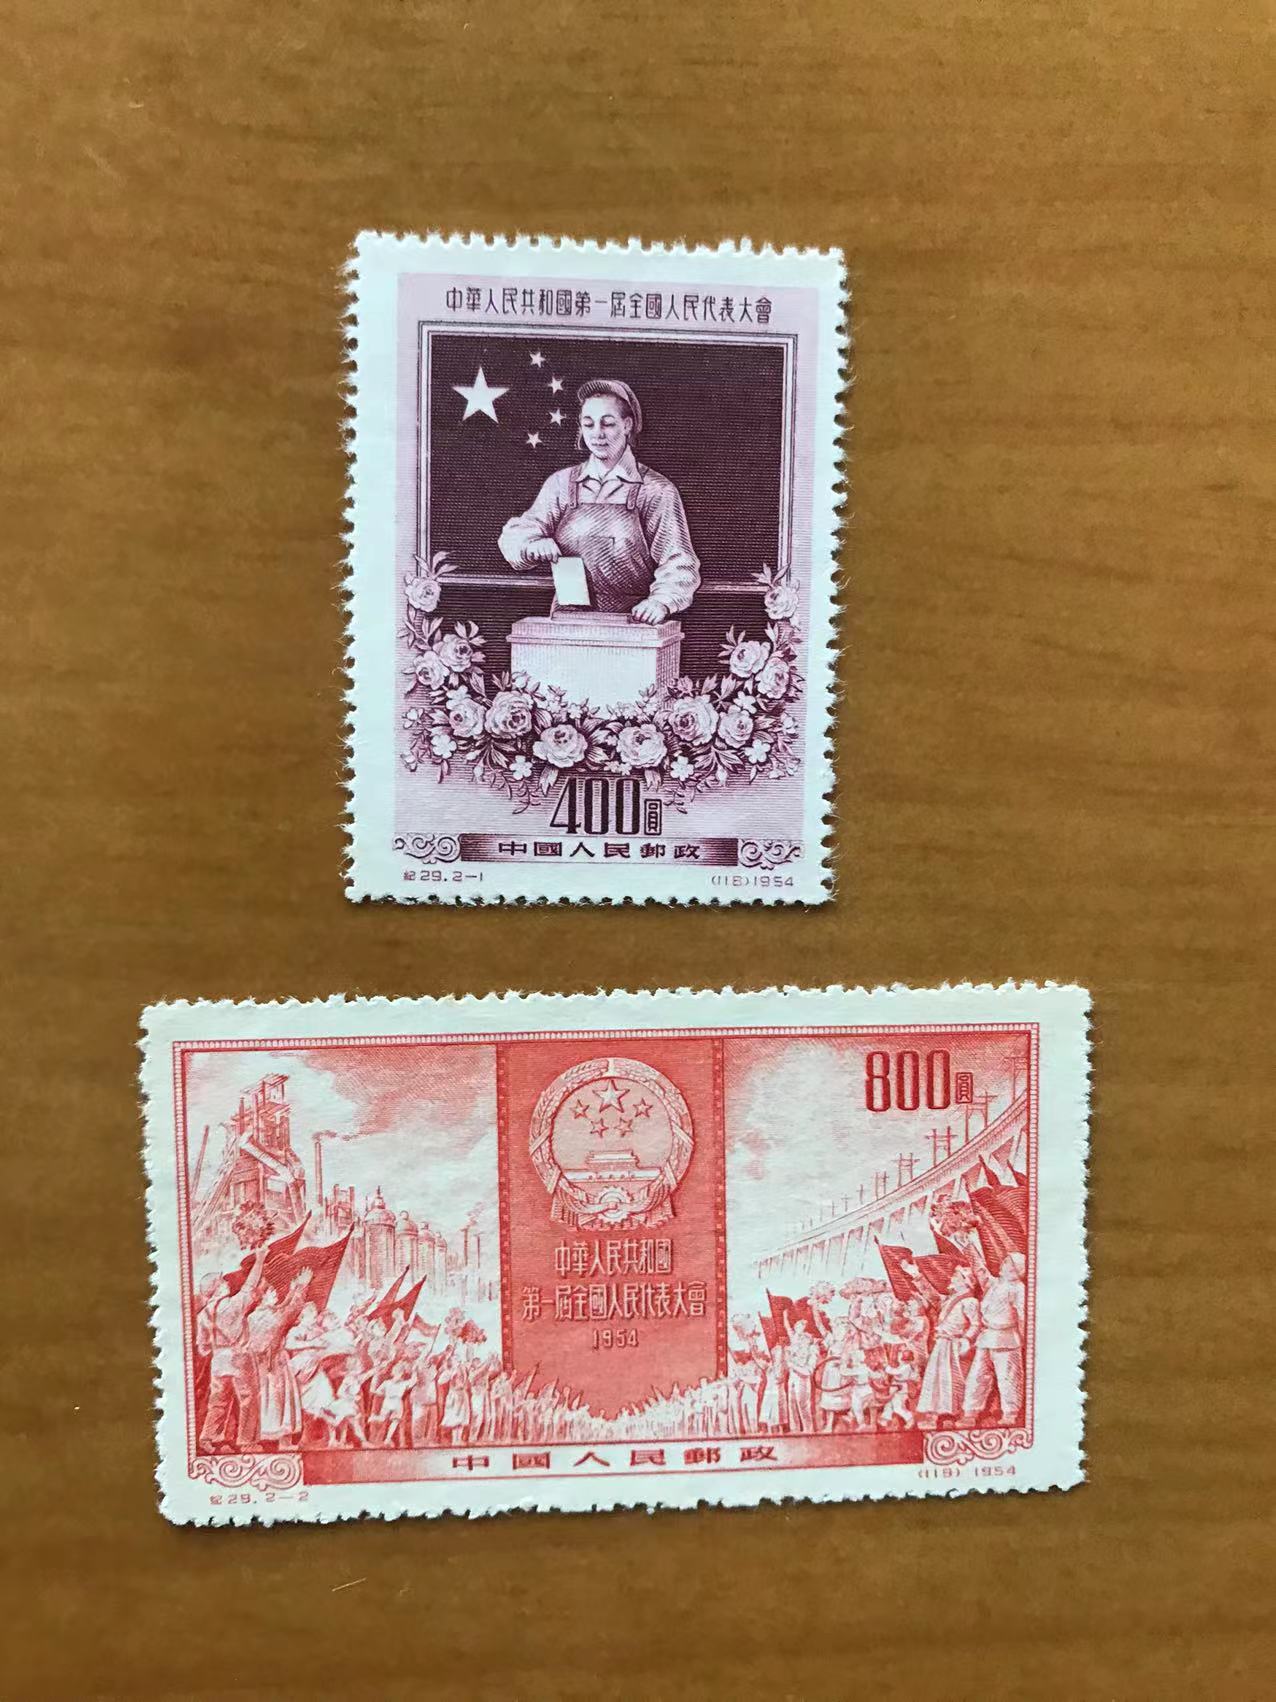 中華人民共和國第一屆全國人民代表大會
400圓
中國人民郵政
紀29.2-1
(118)1954
800圓
中華人民共和國
第一屆全國人民代表大會
1954
中國人民郵政
紀29.2-2
(119) 1954